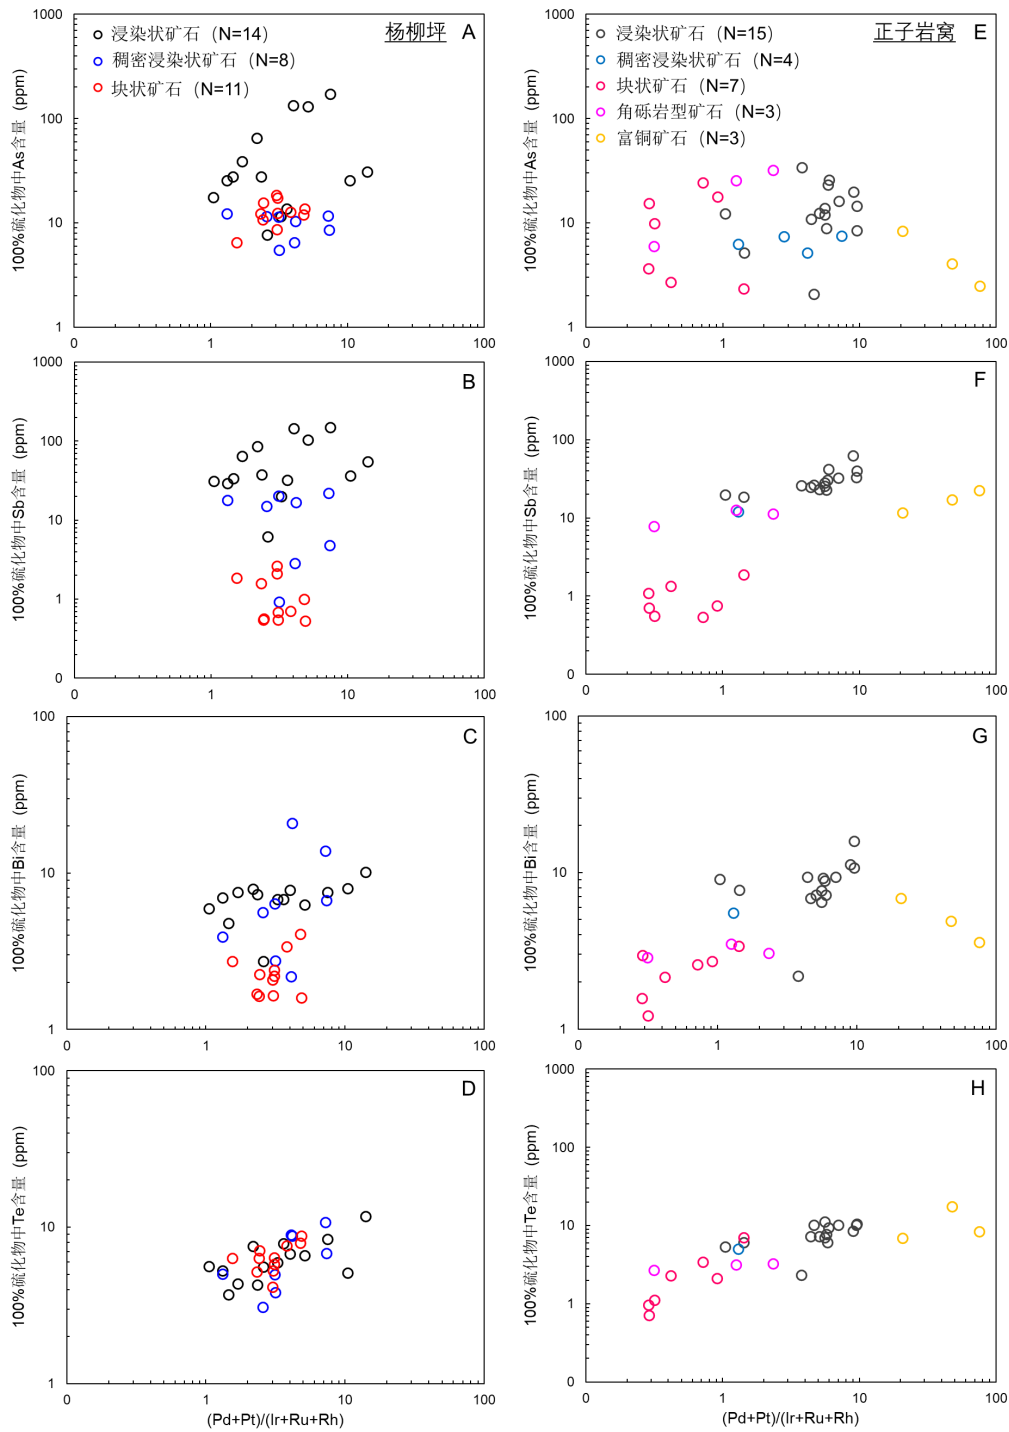 杨柳坪 A
浸染状矿石（N=14）
稠密浸染状矿石（N=8）
块状矿石（N=11）
100%硫化物中As含量（ppm）
1000
100
10
1
0 1 10 100
正子岩窝 E
浸染状矿石（N=15）
稠密浸染状矿石（N=4）
块状矿石（N=7）
角砾岩型矿石（N=3）
富铜矿石（N=3）
100%硫化物中As含量（ppm）
1000
100
10
1
0 1 10 100
B
100%硫化物中Sb含量（ppm）
1000
100
10
1
0
0 1 10 100
F
100%硫化物中Sb含量（ppm）
1000
100
10
1
0
0 1 10 100
C
100%硫化物中Bi含量（ppm）
100
10
1
0 1 10 100
G
100%硫化物中Bi含量（ppm）
100
10
1
0 1 10 100
D
100%硫化物中Te含量（ppm）
100
10
1
0 1 10 100
(Pd+Pt)/(Ir+Ru+Rh)
H
100%硫化物中Te含量（ppm）
1000
100
10
1
0
0 1 10 100
(Pd+Pt)/(Ir+Ru+Rh)